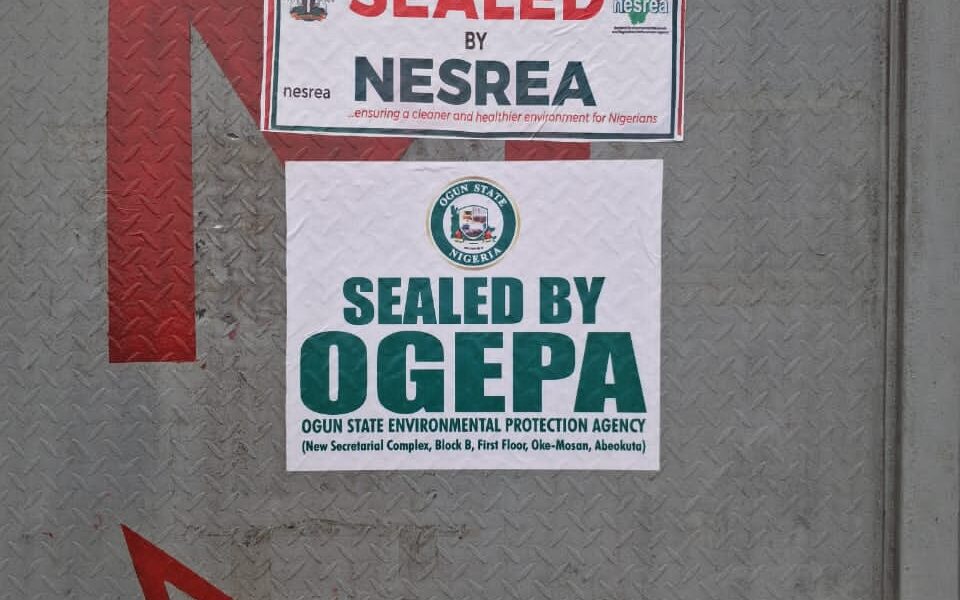 SEALED
nesrea
BY
nesrea
NESREA
...ensuring a cleaner and healthier environment for Nigerians
OGUN STATE
NIGERIA
SEALED BY
OGEPA
OGUN STATE ENVIRONMENTAL PROTECTION AGENCY
(New Secretarial Complex, Block B, First Floor, Oke-Mosan, Abeokuta)